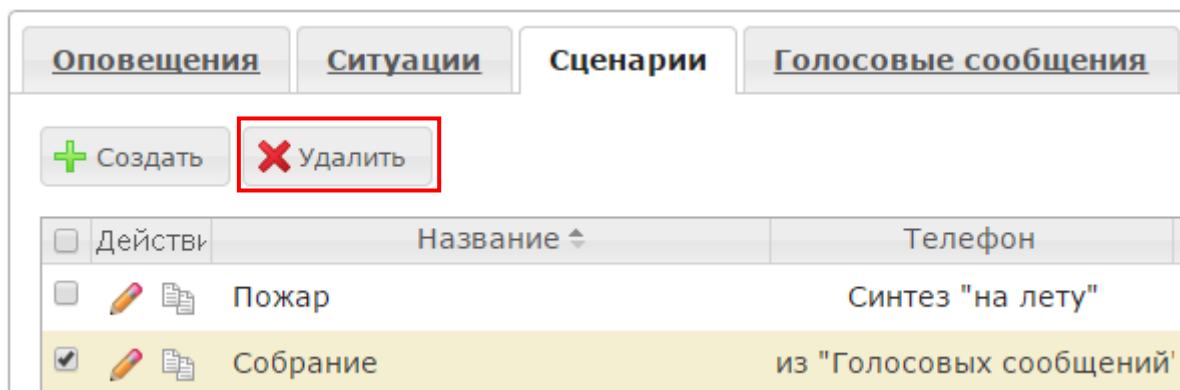 Оповещения Ситуации Сценарии Голосовые сообщения
Создать Удалить
Действи Название Телефон
Пожар Синтез "на лету"
Собрание из "Голосовых сообщений"